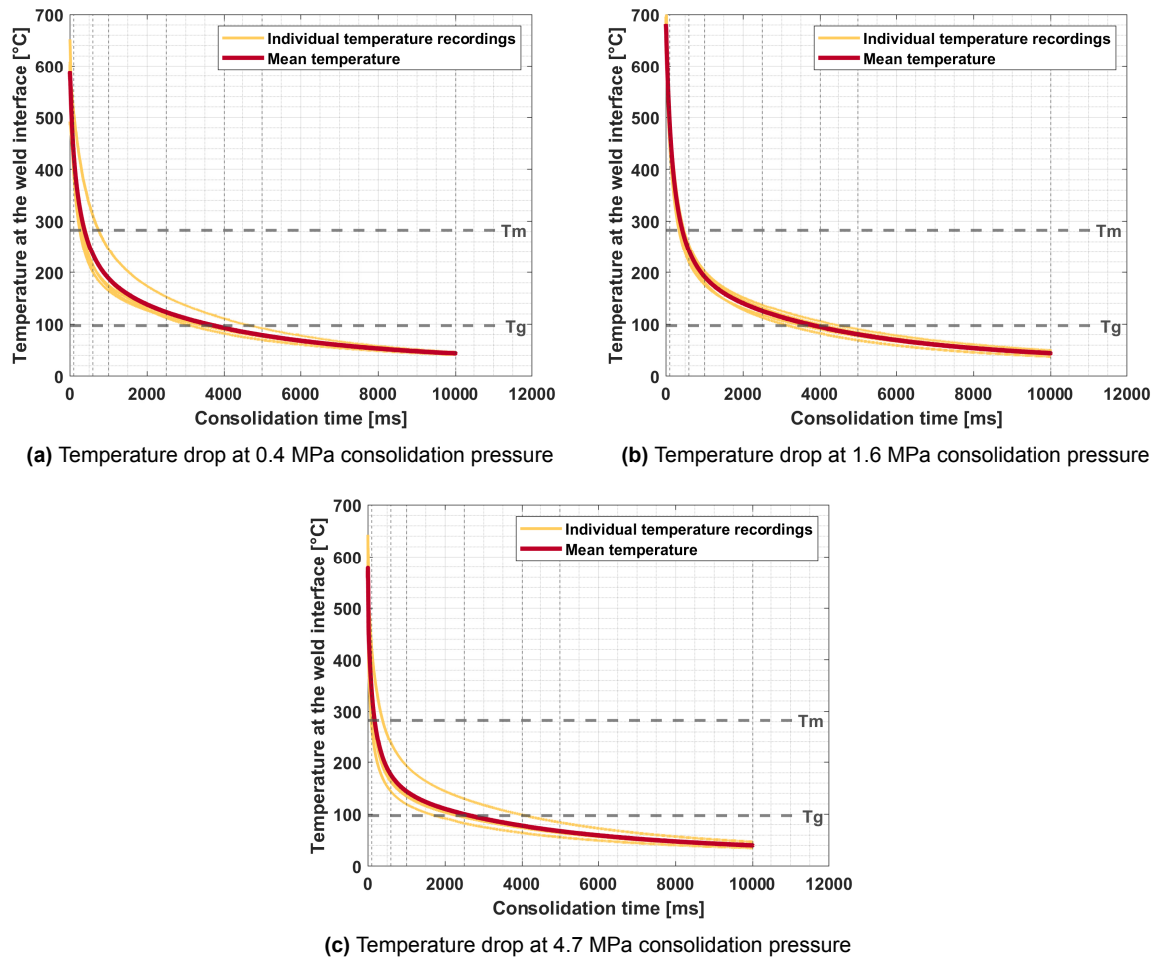 Temperature at the weld interface [°C]
700
600
500
400
300
200
100
0
Individual temperature recordings
Mean temperature
Tm
Tg
0 2000 4000 6000 8000 10000 12000
Consolidation time [ms]
(a) Temperature drop at 0.4 MPa consolidation pressure
Temperature at the weld interface [°C]
700
600
500
400
300
200
100
0
Individual temperature recordings
Mean temperature
Tm
Tg
0 2000 4000 6000 8000 10000 12000
Consolidation time [ms]
(b) Temperature drop at 1.6 MPa consolidation pressure
Temperature at the weld interface [°C]
700
600
500
400
300
200
100
0
Individual temperature recordings
Mean temperature
Tm
Tg
0 2000 4000 6000 8000 10000 12000
Consolidation time [ms]
(c) Temperature drop at 4.7 MPa consolidation pressure